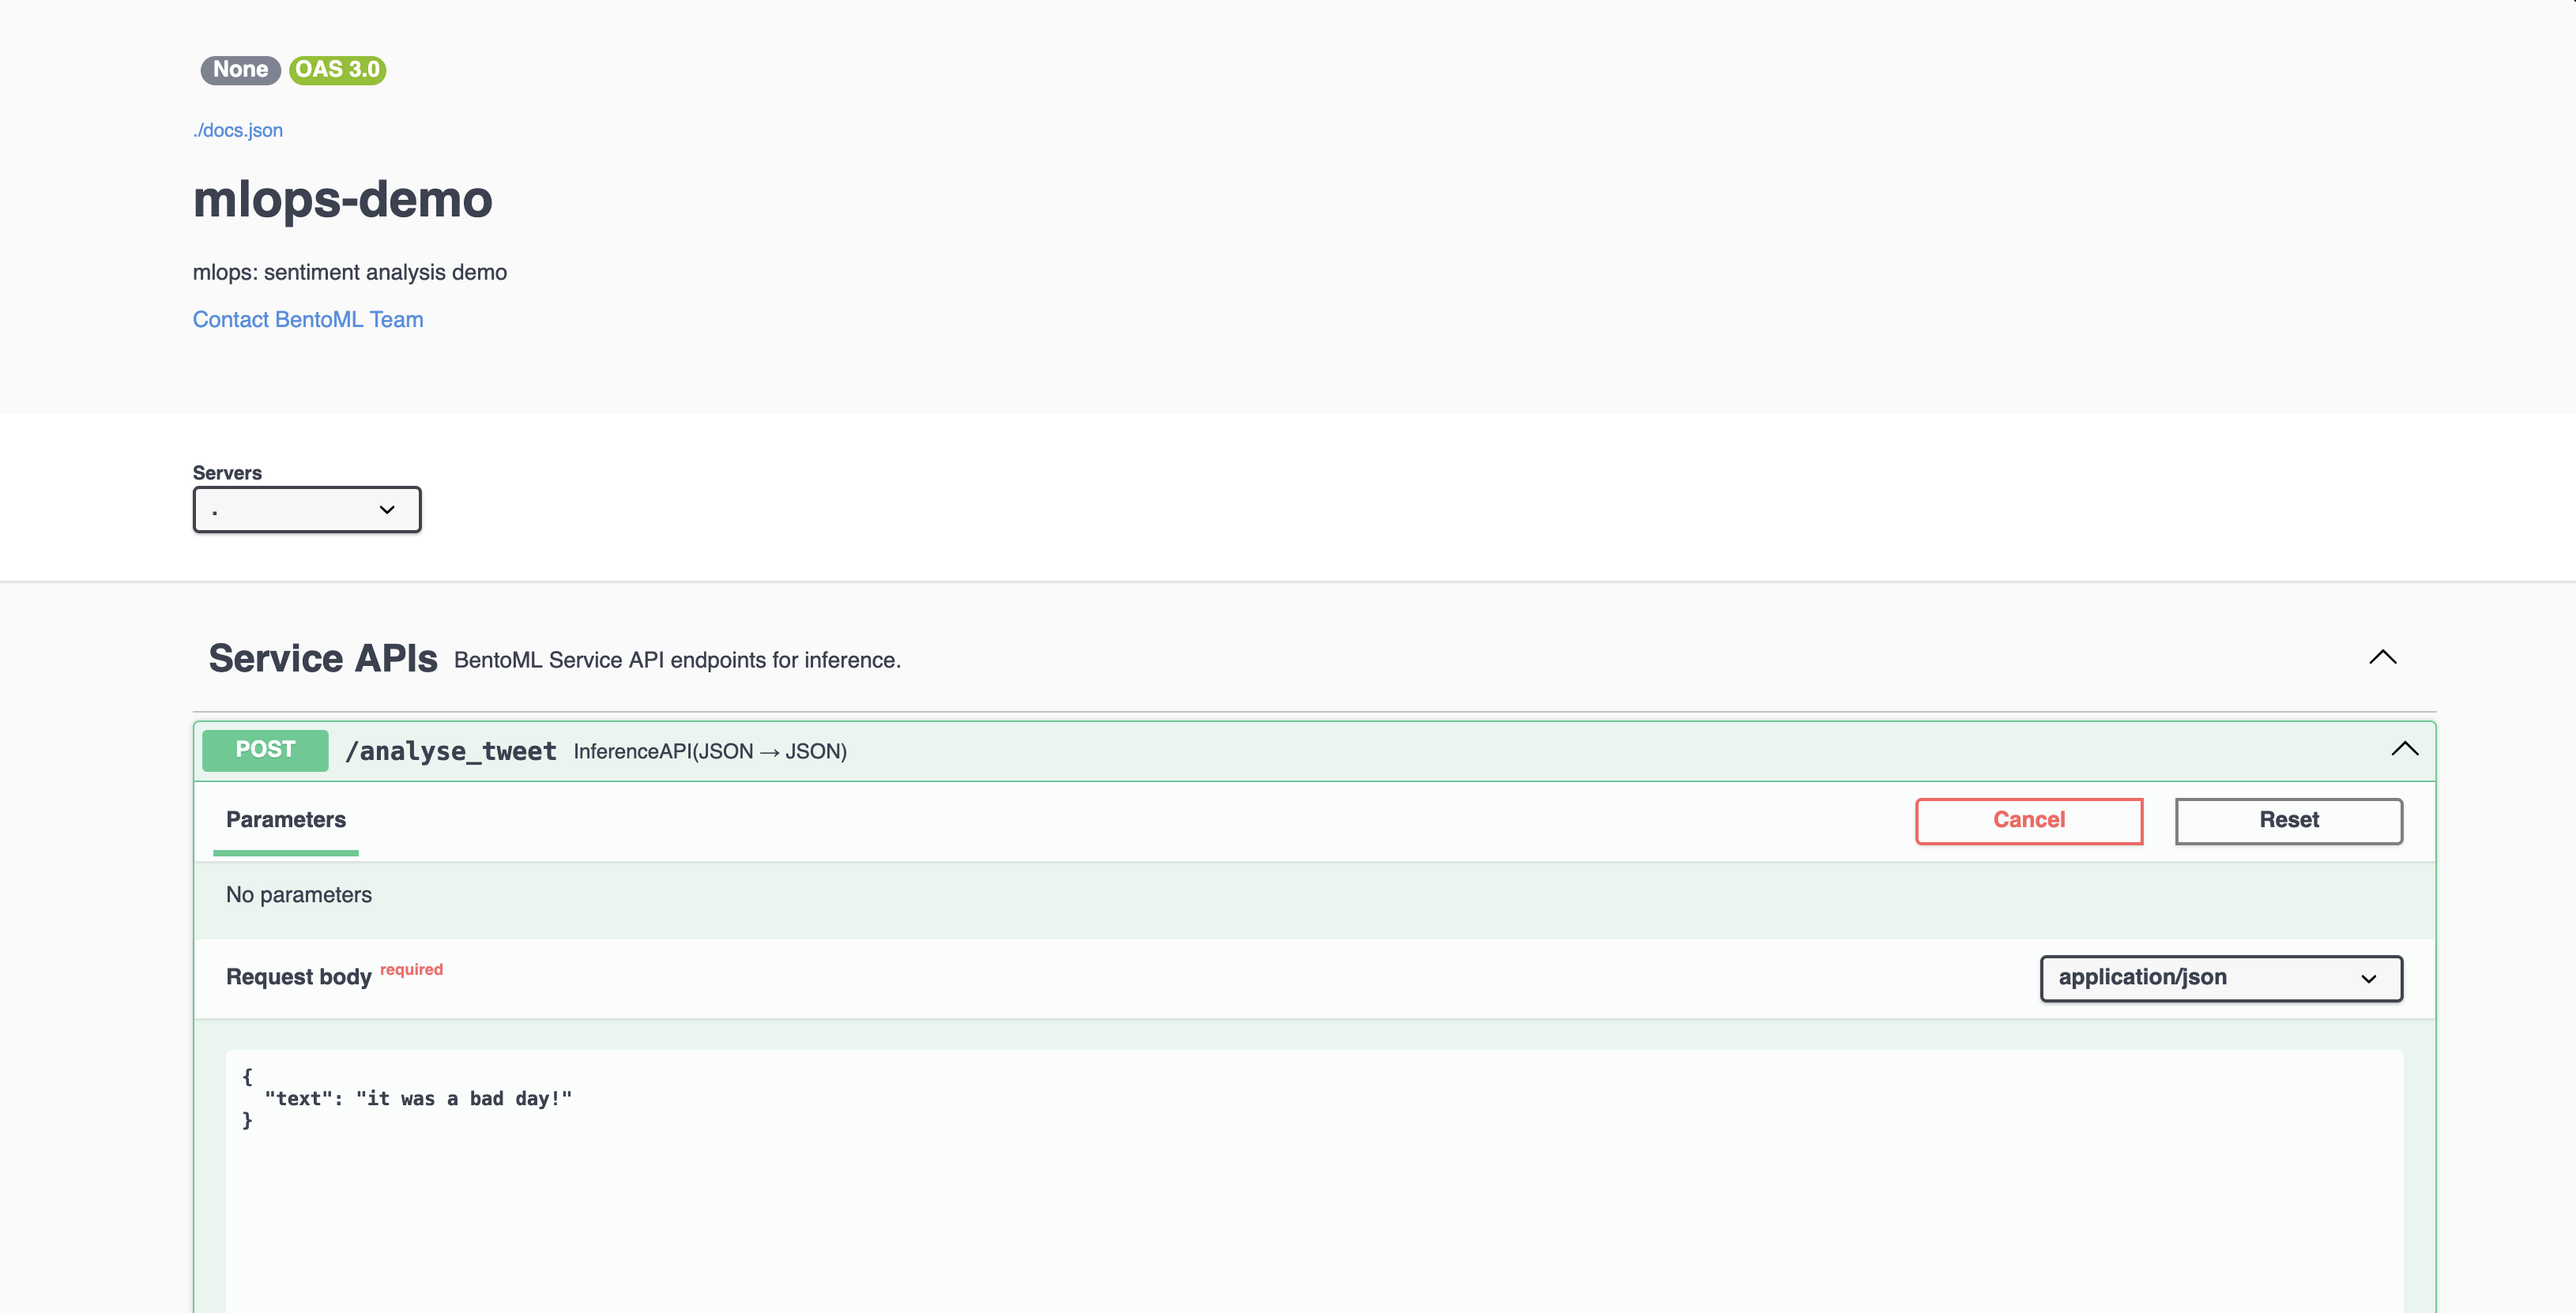 None OAS 3.0
./docs.json
mlops-demo
mlops: sentiment analysis demo
Contact BentoML Team
Servers
.
Service APIs BentoML Service API endpoints for inference.
POST /analyse_tweet InferenceAPI(JSON → JSON)
Parameters Cancel Reset
No parameters
Request body required application/json
{
  "text": "it was a bad day!"
}